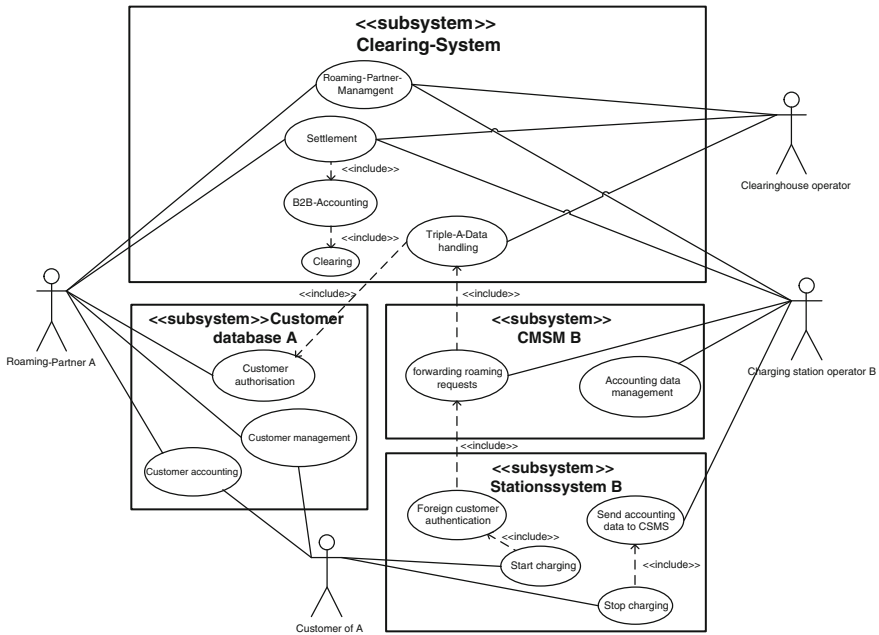 <<subsystem>>
Clearing-System
Roaming-Partner-
Managment
Settlement
<<include>>
B2B-Accounting
<<include>>
Clearing
Triple-A-Data
handling
Clearinghouse operator
<<include>>
<<include>>
Roaming-Partner A
<<subsystem>>Customer
database A
Customer
authorisation
Customer management
Customer accounting
<<subsystem>>
CMSM B
forwarding roaming
requests
Accounting data
management
Charging station operator B
<<include>>
<<subsystem>>
Stationssystem B
Foreign customer
authentication
Send accounting
data to CSMS
<<include>>
Start charging
<<include>>
Stop charging
Customer of A